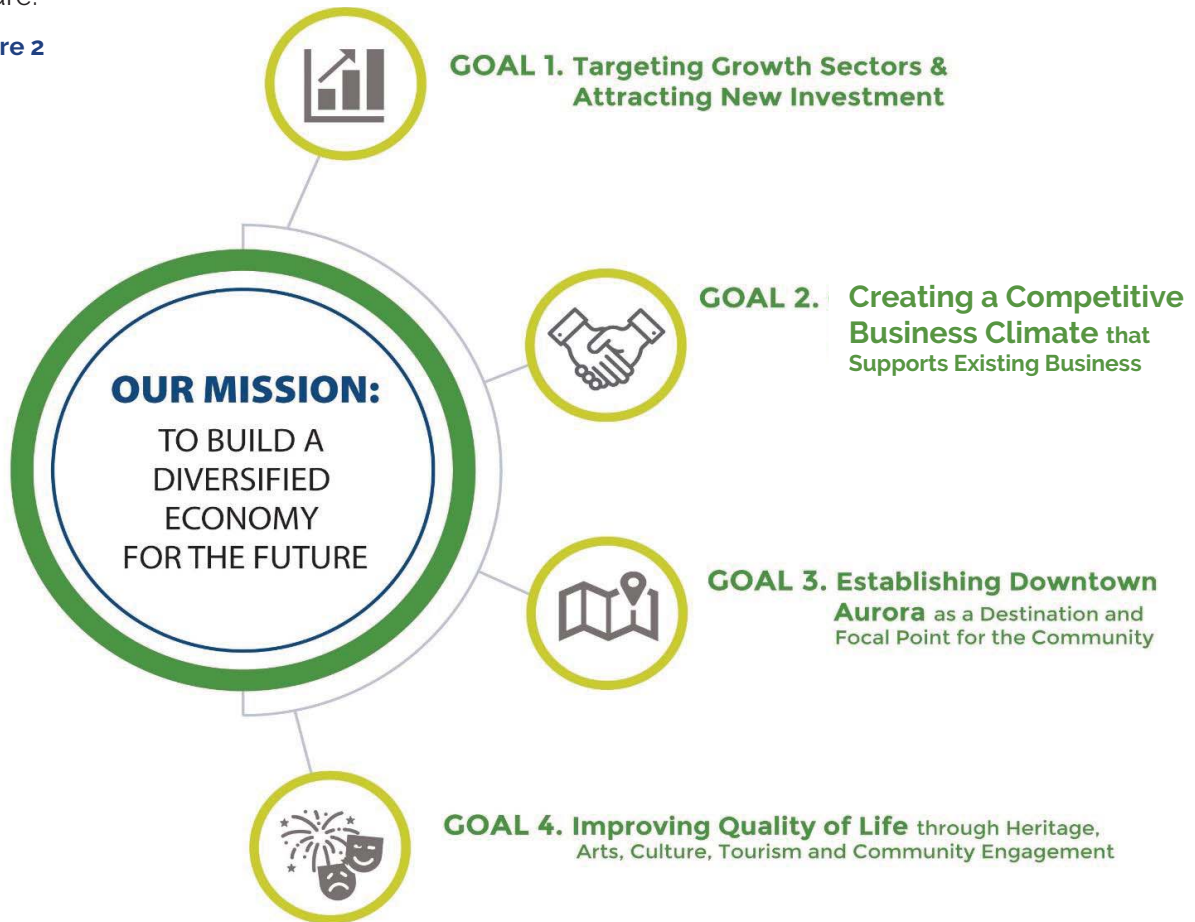 are.
re 2
GOAL 1. Targeting Growth Sectors &
Attracting New Investment
GOAL 2. Creating a Competitive
Business Climate that
Supports Existing Business
OUR MISSION:
TO BUILD A
DIVERSIFIED
ECONOMY
FOR THE FUTURE
GOAL 3. Establishing Downtown
Aurora as a Destination and
Focal Point for the Community
GOAL 4. Improving Quality of Life through Heritage,
Arts, Culture, Tourism and Community Engagement